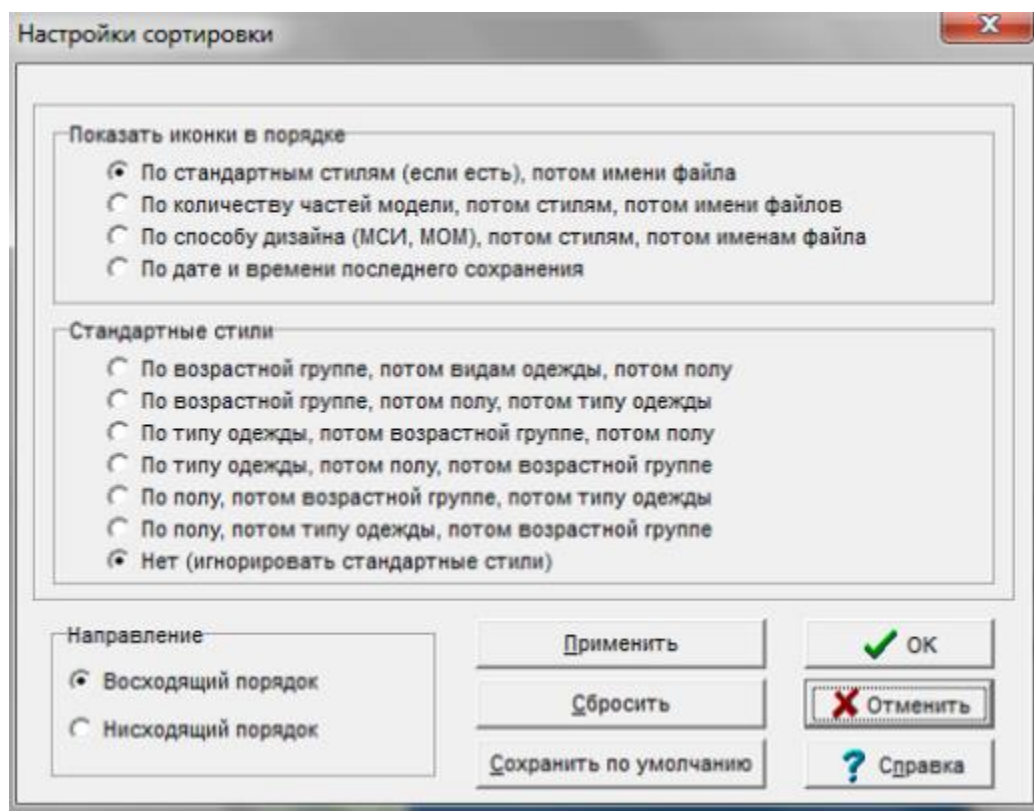 Настройки сортировки
Показать иконки в порядке
По стандартным стилям (если есть), потом имени файла
По количеству частей модели, потом стилям, потом имени файлов
По способу дизайна (МСИ, МОМ), потом стилям, потом именам файла
По дате и времени последнего сохранения
Стандартные стили
По возрастной группе, потом видам одежды, потом полу
По возрастной группе, потом полу, потом типу одежды
По типу одежды, потом возрастной группе, потом полу
По типу одежды, потом полу, потом возрастной группе
По полу, потом возрастной группе, потом типу одежды
По полу, потом типу одежды, потом возрастной группе
Нет (игнорировать стандартные стили)
Направление
Восходящий порядок
Нисходящий порядок
Применить
OK
Сбросить
Отменить
Сохранить по умолчанию
Справка